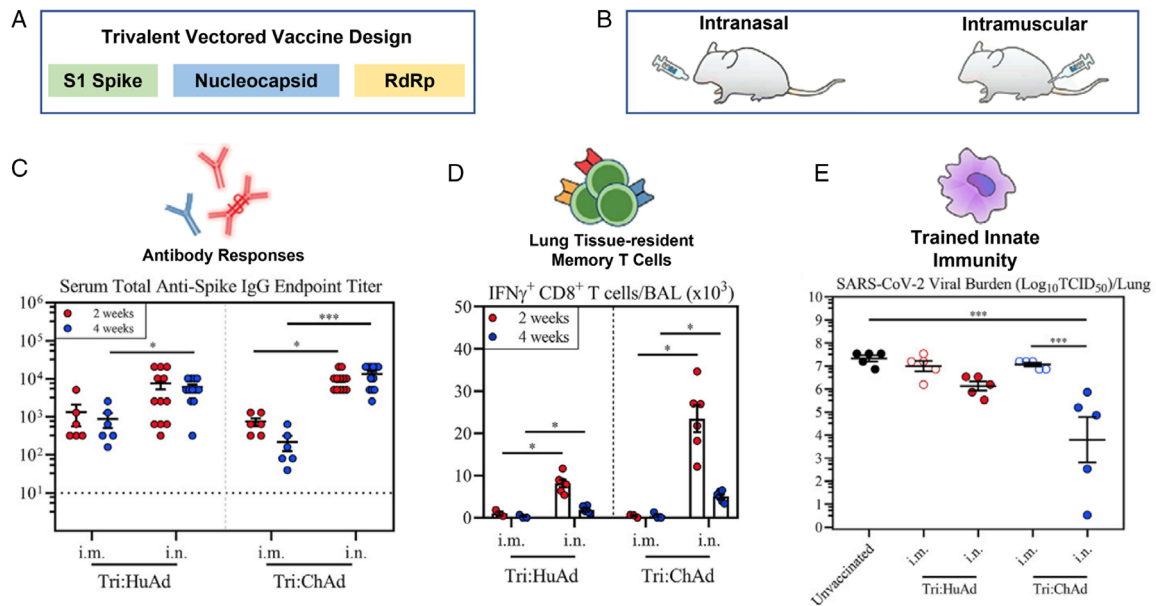 A
Trivalent Vectored Vaccine Design
S1 Spike
Nucleocapsid
RdRp
B
Intranasal
Intramuscular
C
Antibody Responses
Serum Total Anti-Spike IgG Endpoint Titer
10⁶
10⁵
10⁴
10³
10²
10¹
2 weeks
4 weeks
*
*
***
i.m.
i.n.
i.m.
i.n.
Tri:HuAd
Tri:ChAd
D
Lung Tissue-resident
Memory T Cells
IFNγ⁺ CD8⁺ T cells/BAL (x10³)
50
40
30
20
10
0
2 weeks
4 weeks
*
*
*
*
i.m.
i.n.
i.m.
i.n.
Tri:HuAd
Tri:ChAd
E
Trained Innate
Immunity
SARS-CoV-2 Viral Burden (Log₁₀TCID₅₀)/Lung
10
9
8
7
6
5
4
3
2
1
0
***
***
Unvaccinated
i.m.
i.n.
i.m.
i.n.
Tri:HuAd
Tri:ChAd